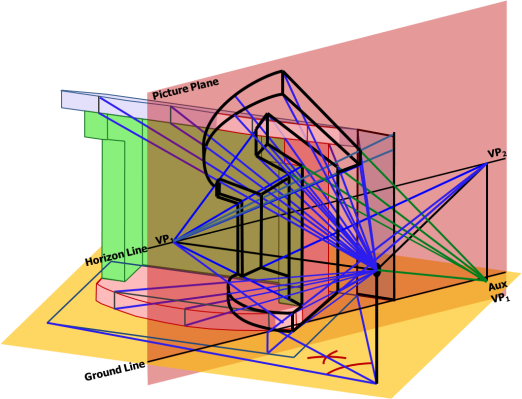 Picture Plane
VP₂
VP₁
Horizon Line
Aux
VP₁
Ground Line